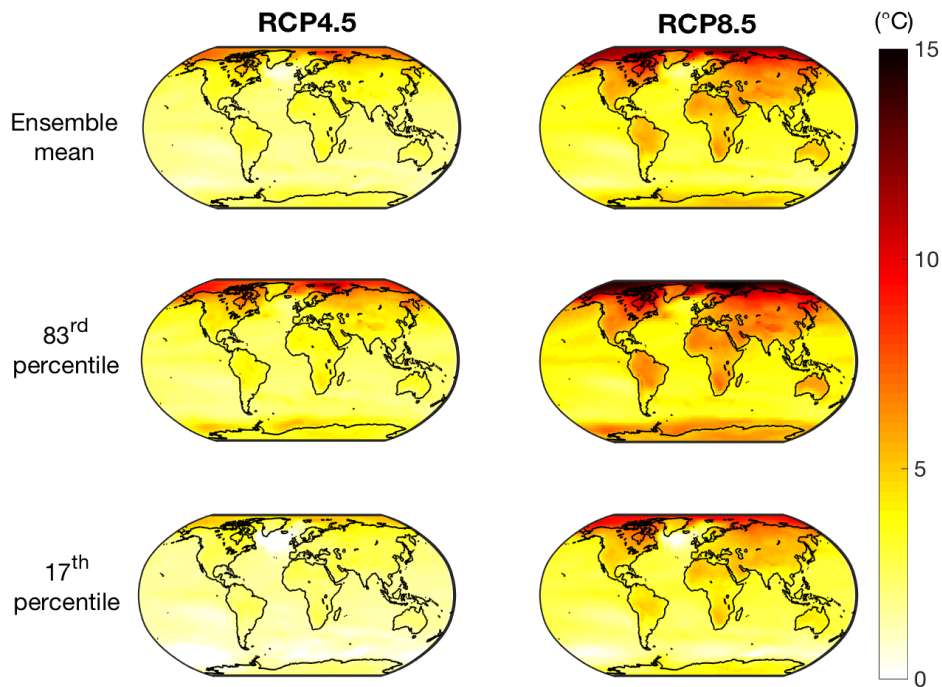 RCP4.5
RCP8.5
(°C)
Ensemble
mean
83rd
percentile
17th
percentile
15
10
5
0